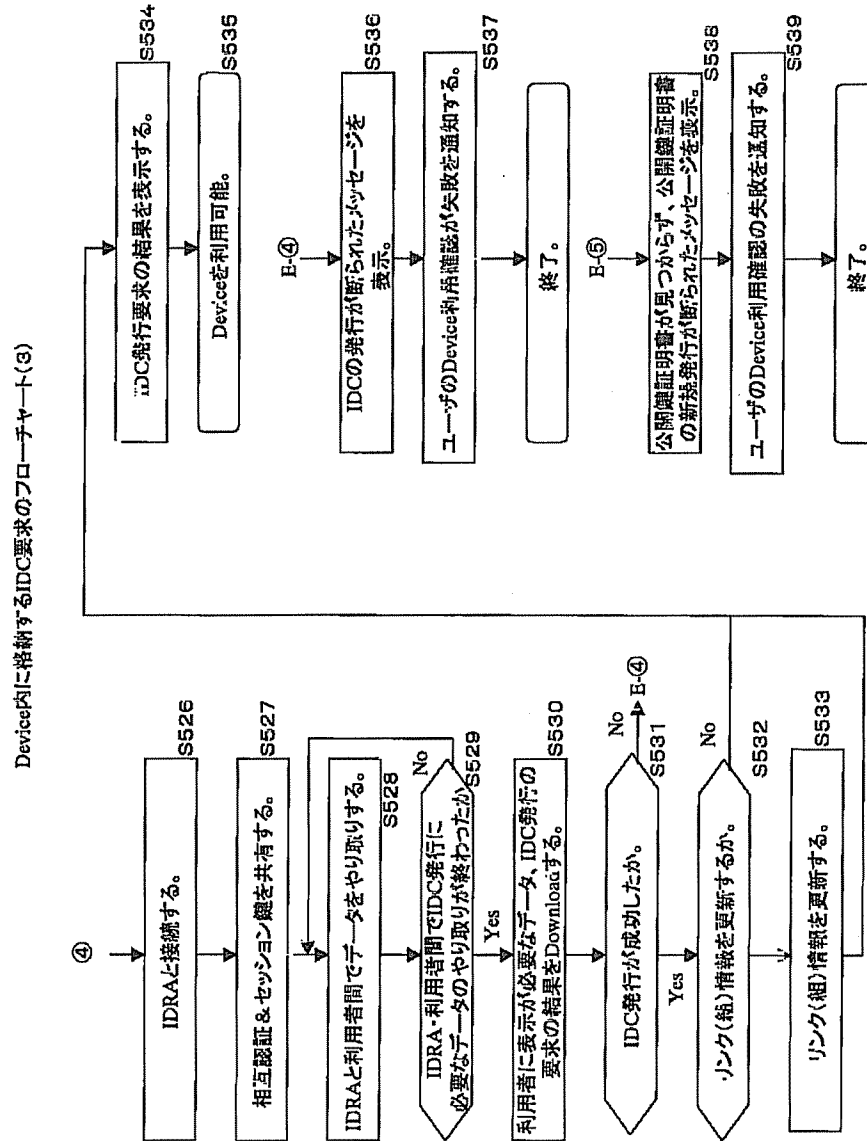 Device内に格納するIDC要求のフローチャート(3)
④
IDRAと接続する。
S526
相互認証&セッション鍵を共有する。
S527
IDRAと利用者間でデータをやり取りする。
S528
IDRA・利用者間でIDC発行に
必要なデータのやり取りが終わったか
No
S529
Yes
利用者に表示が必要なデータ、IDC発行の
要求の結果をDownloadする。
S530
IDC発行が成功したか。
No
E-④
S531
Yes
リンク(組)情報を更新するか。
No
S532
リンク(組)情報を更新する。
S533
IDC発行要求の結果を表示する。
S534
Deviceを利用可能。
S535
E-④
IDCの発行が断られたメッセージを
表示。
S536
ユーザのDevice利用確認が失敗を通知する。
S537
終了。
E-⑤
公開鍵証明書が見つからず、公開鍵証明書
の新規発行が断られたメッセージを表示。
S538
ユーザのDevice利用確認の失敗を通知する。
S539
終了。